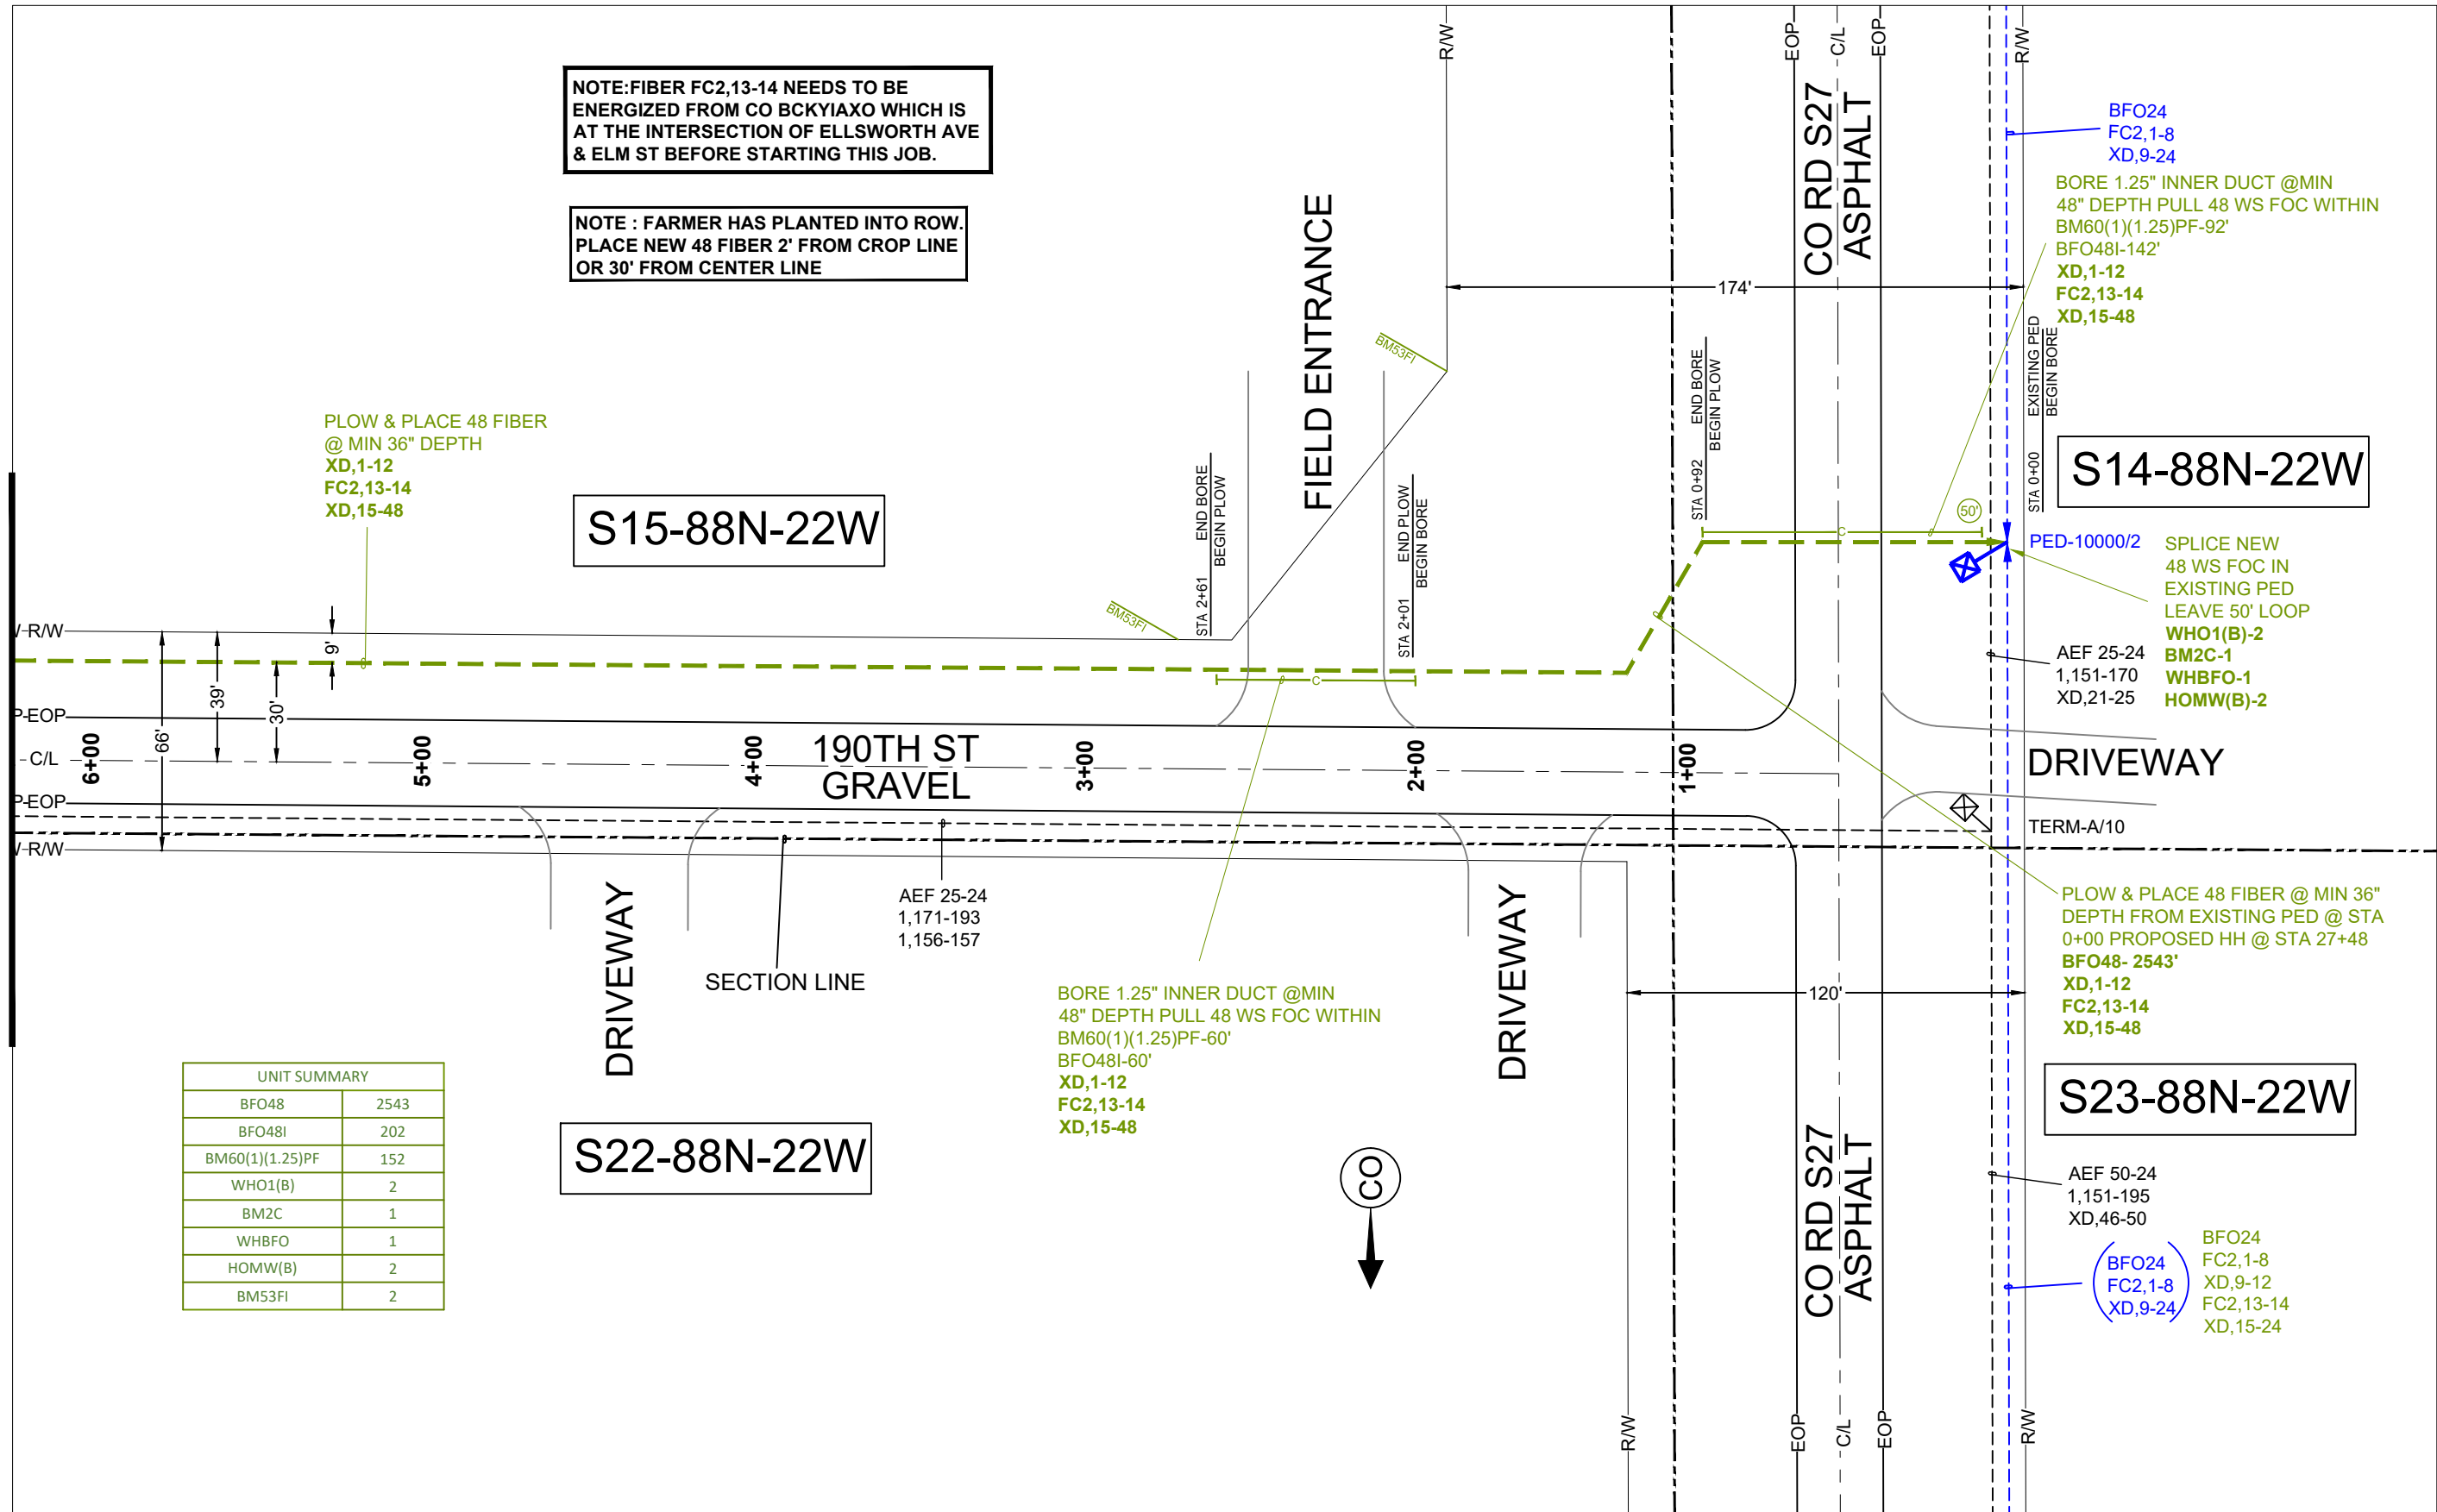 NOTE:FIBER FC2,13-14 NEEDS TO BE
ENERGIZED FROM CO BCKYIAXO WHICH IS
AT THE INTERSECTION OF ELLSWORTH AVE
& ELM ST BEFORE STARTING THIS JOB.
NOTE : FARMER HAS PLANTED INTO ROW.
PLACE NEW 48 FIBER 2' FROM CROP LINE
OR 30' FROM CENTER LINE
R/W
EOP
C/L
EOP
R/W
CO RD S27
ASPHALT
BFO24
FC2,1-8
XD,9-24
BORE 1.25" INNER DUCT @MIN
48" DEPTH PULL 48 WS FOC WITHIN
BM60(1)(1.25)PF-92'
BFO48I-142'
XD,1-12
FC2,13-14
XD,15-48
174'
FIELD ENTRANCE
BM53FI
STA 0+92 END BORE
BEGIN PLOW
STA 0+00 EXISTING PED
BEGIN BORE
S14-88N-22W
PLOW & PLACE 48 FIBER
@ MIN 36" DEPTH
XD,1-12
FC2,13-14
XD,15-48
S15-88N-22W
STA 2+61 END BORE
BEGIN PLOW
STA 2+01 END PLOW
BEGIN BORE
50'
C
PED-10000/2
SPLICE NEW
48 WS FOC IN
EXISTING PED
LEAVE 50' LOOP
WHO1(B)-2
BM2C-1
WHBFO-1
HOMW(B)-2
BM53FI
AEF 25-24
1,151-170
XD,21-25
R/W
9'
39'
30'
66'
C
EOP
C/L
EOP
R/W
6+00
5+00
4+00
190TH ST
GRAVEL
3+00
2+00
1+00
DRIVEWAY
TERM-A/10
AEF 25-24
1,171-193
1,156-157
SECTION LINE
DRIVEWAY
DRIVEWAY
PLOW & PLACE 48 FIBER @ MIN 36"
DEPTH FROM EXISTING PED @ STA
0+00 PROPOSED HH @ STA 27+48
BFO48- 2543'
XD,1-12
FC2,13-14
XD,15-48
BORE 1.25" INNER DUCT @MIN
48" DEPTH PULL 48 WS FOC WITHIN
BM60(1)(1.25)PF-60'
BFO48I-60'
XD,1-12
FC2,13-14
XD,15-48
120'
UNIT SUMMARY
BFO48 2543
BFO48I 202
BM60(1)(1.25)PF 152
WHO1(B) 2
BM2C 1
WHBFO 1
HOMW(B) 2
BM53FI 2
S22-88N-22W
S23-88N-22W
CO
CO RD S27
ASPHALT
AEF 50-24
1,151-195
XD,46-50
BFO24
FC2,1-8
XD,9-24
BFO24
FC2,1-8
XD,9-12
FC2,13-14
XD,15-24
R/W
EOP
C/L
EOP
R/W